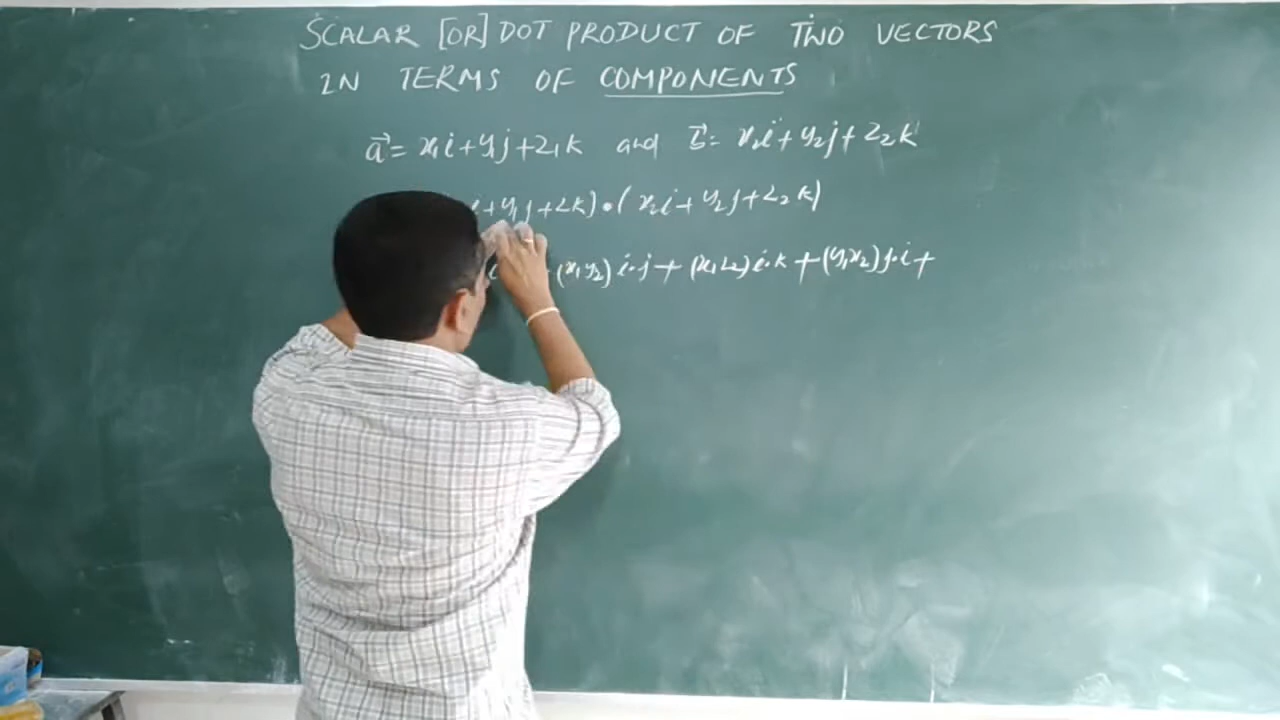 SCALAR [OR] DOT PRODUCT OF TWO VECTORS
IN TERMS OF COMPONENTS
a⃗ = x₁i + y₁j + z₁k and b⃗ = x₂i + y₂j + z₂k
i + y₁j + zk) • ( x₂i + y₂j + z₂k)
(x₁y₂) i.j + (x₁z₂) i.k + (y₁x₂) j.i +